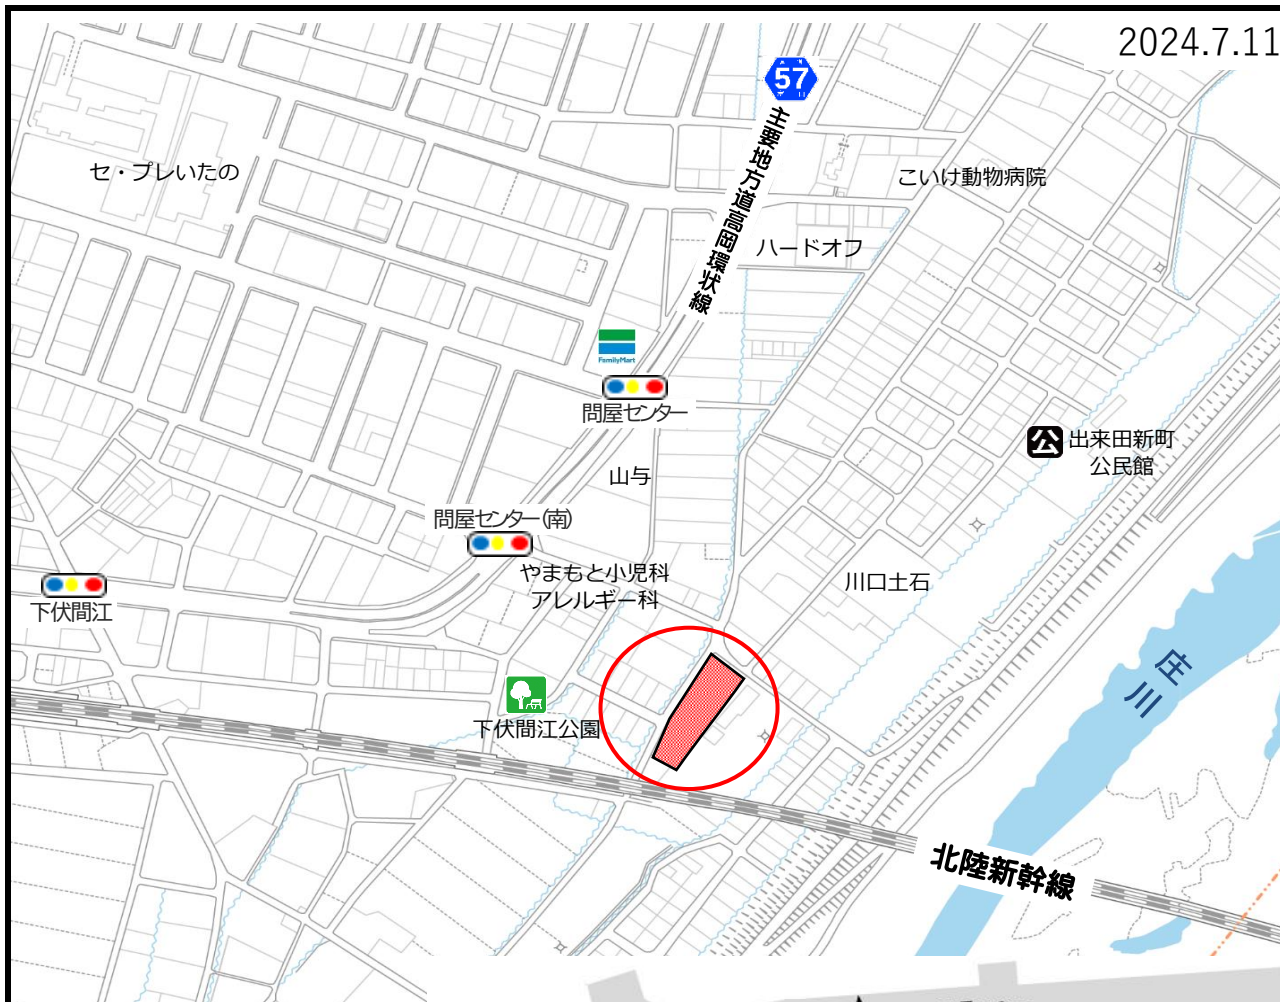 2024.7.11
57
主要地方道高岡環状線
セ・プレいたの
こいけ動物病院
ハードオフ
FamilyMart
問屋センター
出来田新町
公民館
公
山与
問屋センター(南)
やまもと小児科
アレルギー科
川口土石
下伏間江
庄川
下伏間江公園
北陸新幹線